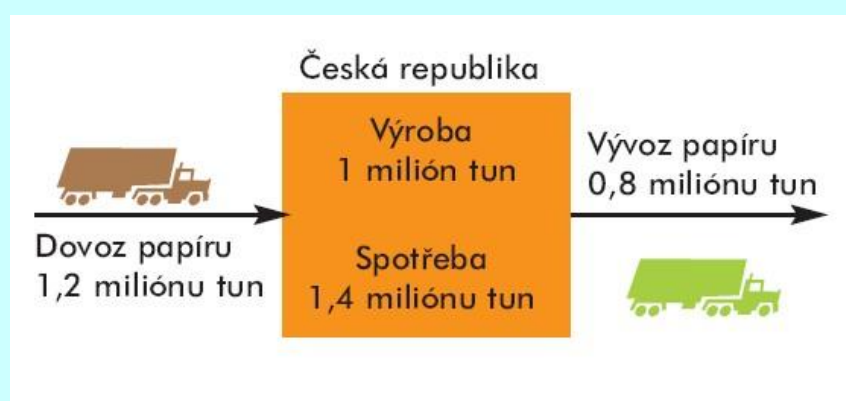 Česká republika
Výroba
1 milión tun
Vývoz papíru
0,8 miliónu tun
Dovoz papíru
1,2 miliónu tun
Spotřeba
1,4 miliónu tun